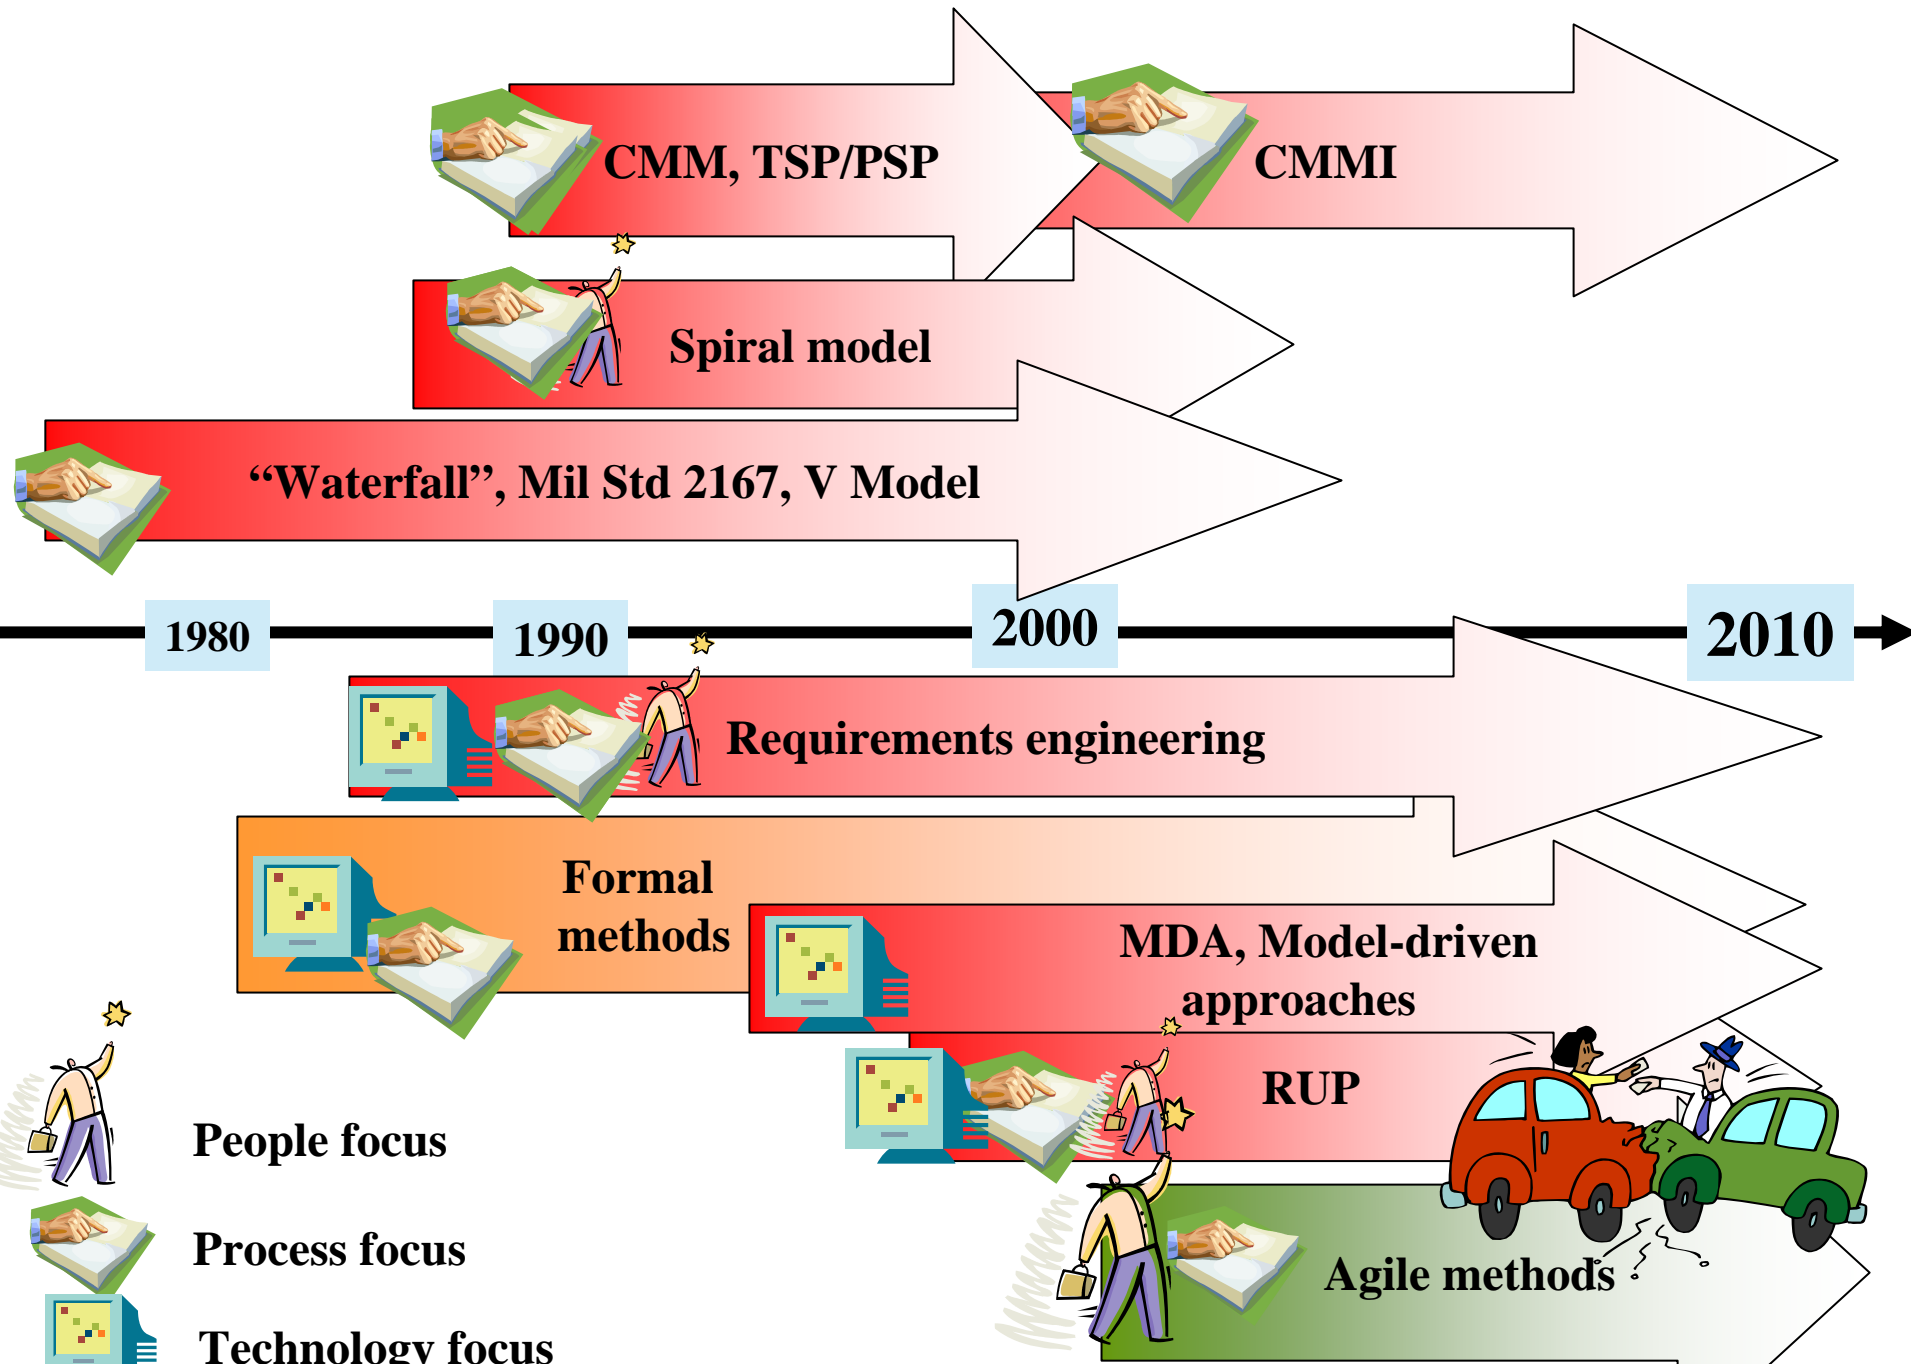 CMM, TSP/PSP
CMMI
Spiral model
“Waterfall”, Mil Std 2167, V Model
1980
1990
2000
2010
Requirements engineering
Formal
methods
MDA, Model-driven
approaches
RUP
People focus
Process focus
Agile methods
Technology focus